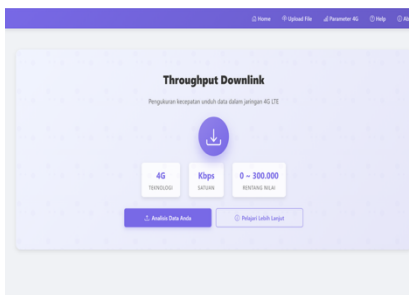 Home Upload File Parameter 4G Help
Throughput Downlink
Pengukuran kecepatan unduh data dalam jaringan 4G LTE
4G Kbps 0 ~ 300.000
TEKNOLOGI SATUAN RENTANG NILAI
Analisis Data Anda Pelajari Lebih Lanjut